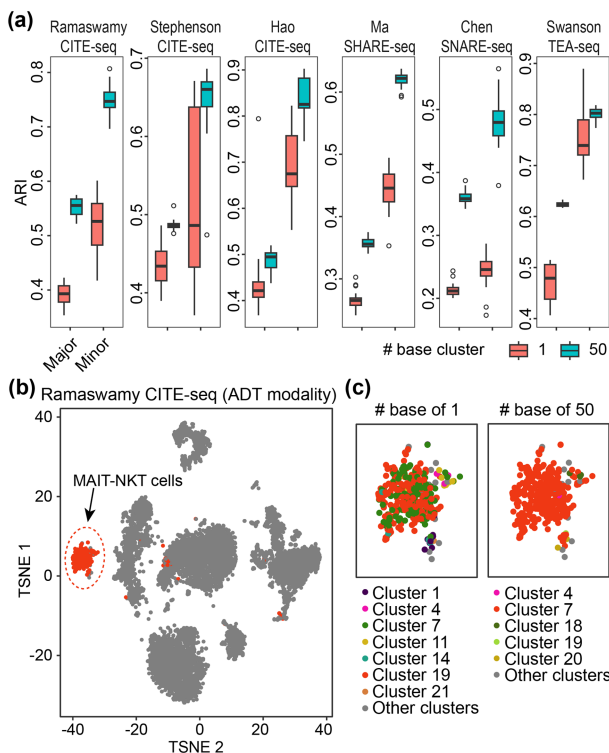 (a)
Ramaswamy CITE-seq
Stephenson CITE-seq
Hao CITE-seq
Ma SHARE-seq
Chen SNARE-seq
Swanson TEA-seq
ARI
0.8
0.7
0.6
0.5
0.4
0.7
0.6
0.5
0.4
0.9
0.8
0.7
0.6
0.5
0.4
0.6
0.5
0.4
0.3
0.5
0.4
0.3
0.2
0.9
0.8
0.7
0.6
0.5
0.4
Major
Minor
# base cluster
1
50
(b)
Ramaswamy CITE-seq (ADT modality)
MAIT-NKT cells
TSNE 1
40
20
0
-20
-40
-20
0
20
40
TSNE 2
(c)
# base of 1
# base of 50
Cluster 1
Cluster 4
Cluster 7
Cluster 11
Cluster 14
Cluster 19
Cluster 21
Other clusters
Cluster 4
Cluster 7
Cluster 18
Cluster 19
Cluster 20
Other clusters